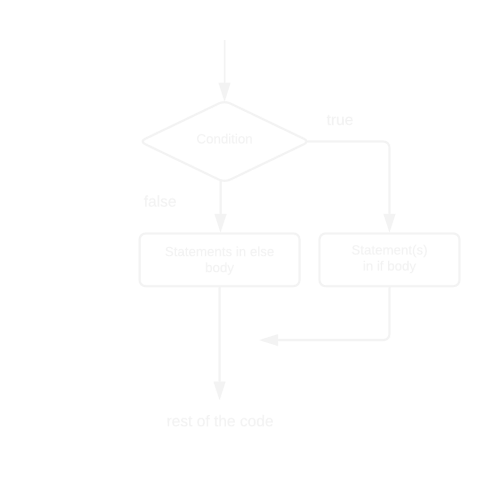 true
Condition
false
Statements in else
body
Statement(s)
in if body
rest of the code